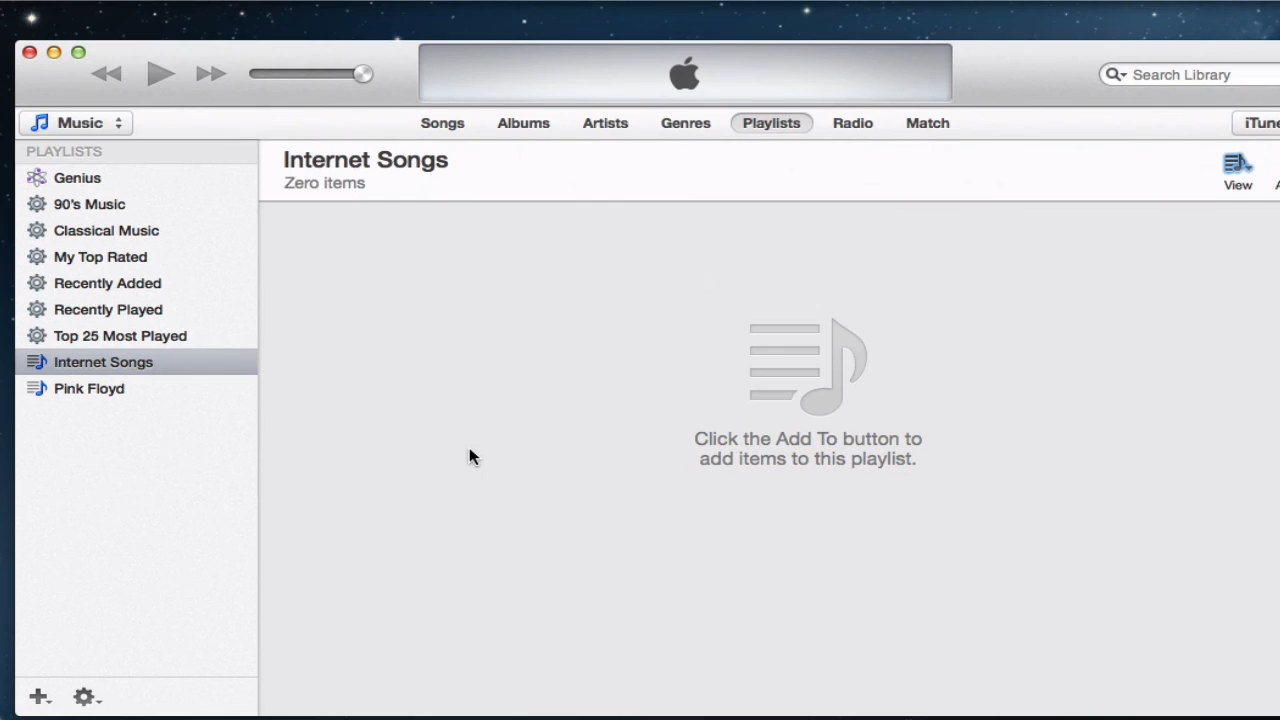 Search Library
Music
Songs
Albums
Artists
Genres
Playlists
Radio
Match
iTune
PLAYLISTS
Genius
90's Music
Classical Music
My Top Rated
Recently Added
Recently Played
Top 25 Most Played
Internet Songs
Pink Floyd
Internet Songs
Zero items
View
Click the Add To button to
add items to this playlist.